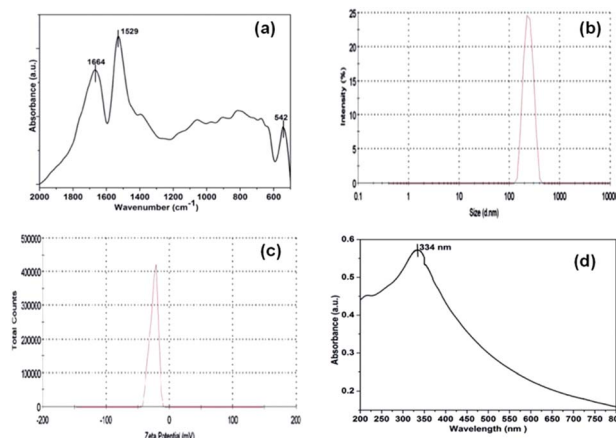 (a)
1529
1664
542
Absorbance (a.u.)
2000 1800 1600 1400 1200 1000 800 600
Wavenumber (cm-1)
(b)
Intensity (%)
25
20
15
10
5
0
0.1 1 10 100 1000 1000
Size (d.nm)
(c)
Total Counts
500000
400000
300000
200000
100000
0
-200 -100 0 100 200
Zeta Potential (mV)
(d)
334 nm
Absorbance (a.u.)
0.6
0.5
0.4
0.3
0.2
200 250 300 350 400 450 500 550 600 650 700 750 80
Wavelength (nm )